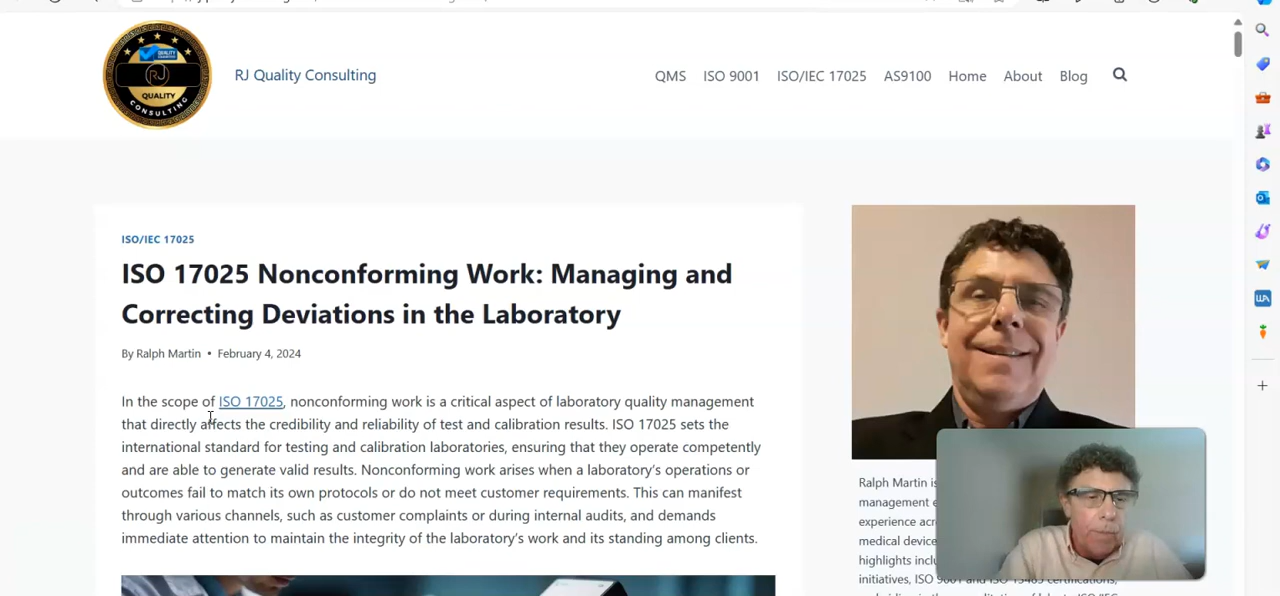 QUALITY
CONSULTING
RJ Quality Consulting
QMS ISO 9001 ISO/IEC 17025 AS9100 Home About Blog
ISO/IEC 17025
ISO 17025 Nonconforming Work: Managing and
Correcting Deviations in the Laboratory
By Ralph Martin • February 4, 2024
In the scope of ISO 17025, nonconforming work is a critical aspect of laboratory quality management
that directly affects the credibility and reliability of test and calibration results. ISO 17025 sets the
international standard for testing and calibration laboratories, ensuring that they operate competently
and are able to generate valid results. Nonconforming work arises when a laboratory's operations or
outcomes fail to match its own protocols or do not meet customer requirements. This can manifest
through various channels, such as customer complaints or during internal audits, and demands
immediate attention to maintain the integrity of the laboratory's work and its standing among clients.
Ralph Martin is
management
experience
medical
highlights
initiatives, ISO 9001 and ISO 13485 certifications,